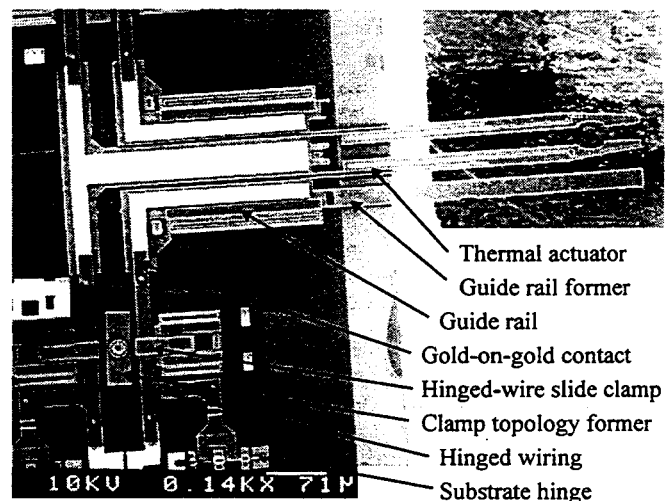 Thermal actuator
Guide rail former
Guide rail
Gold-on-gold contact
Hinged-wire slide clamp
Clamp topology former
Hinged wiring
Substrate hinge
10KV 0.14KX 71μ